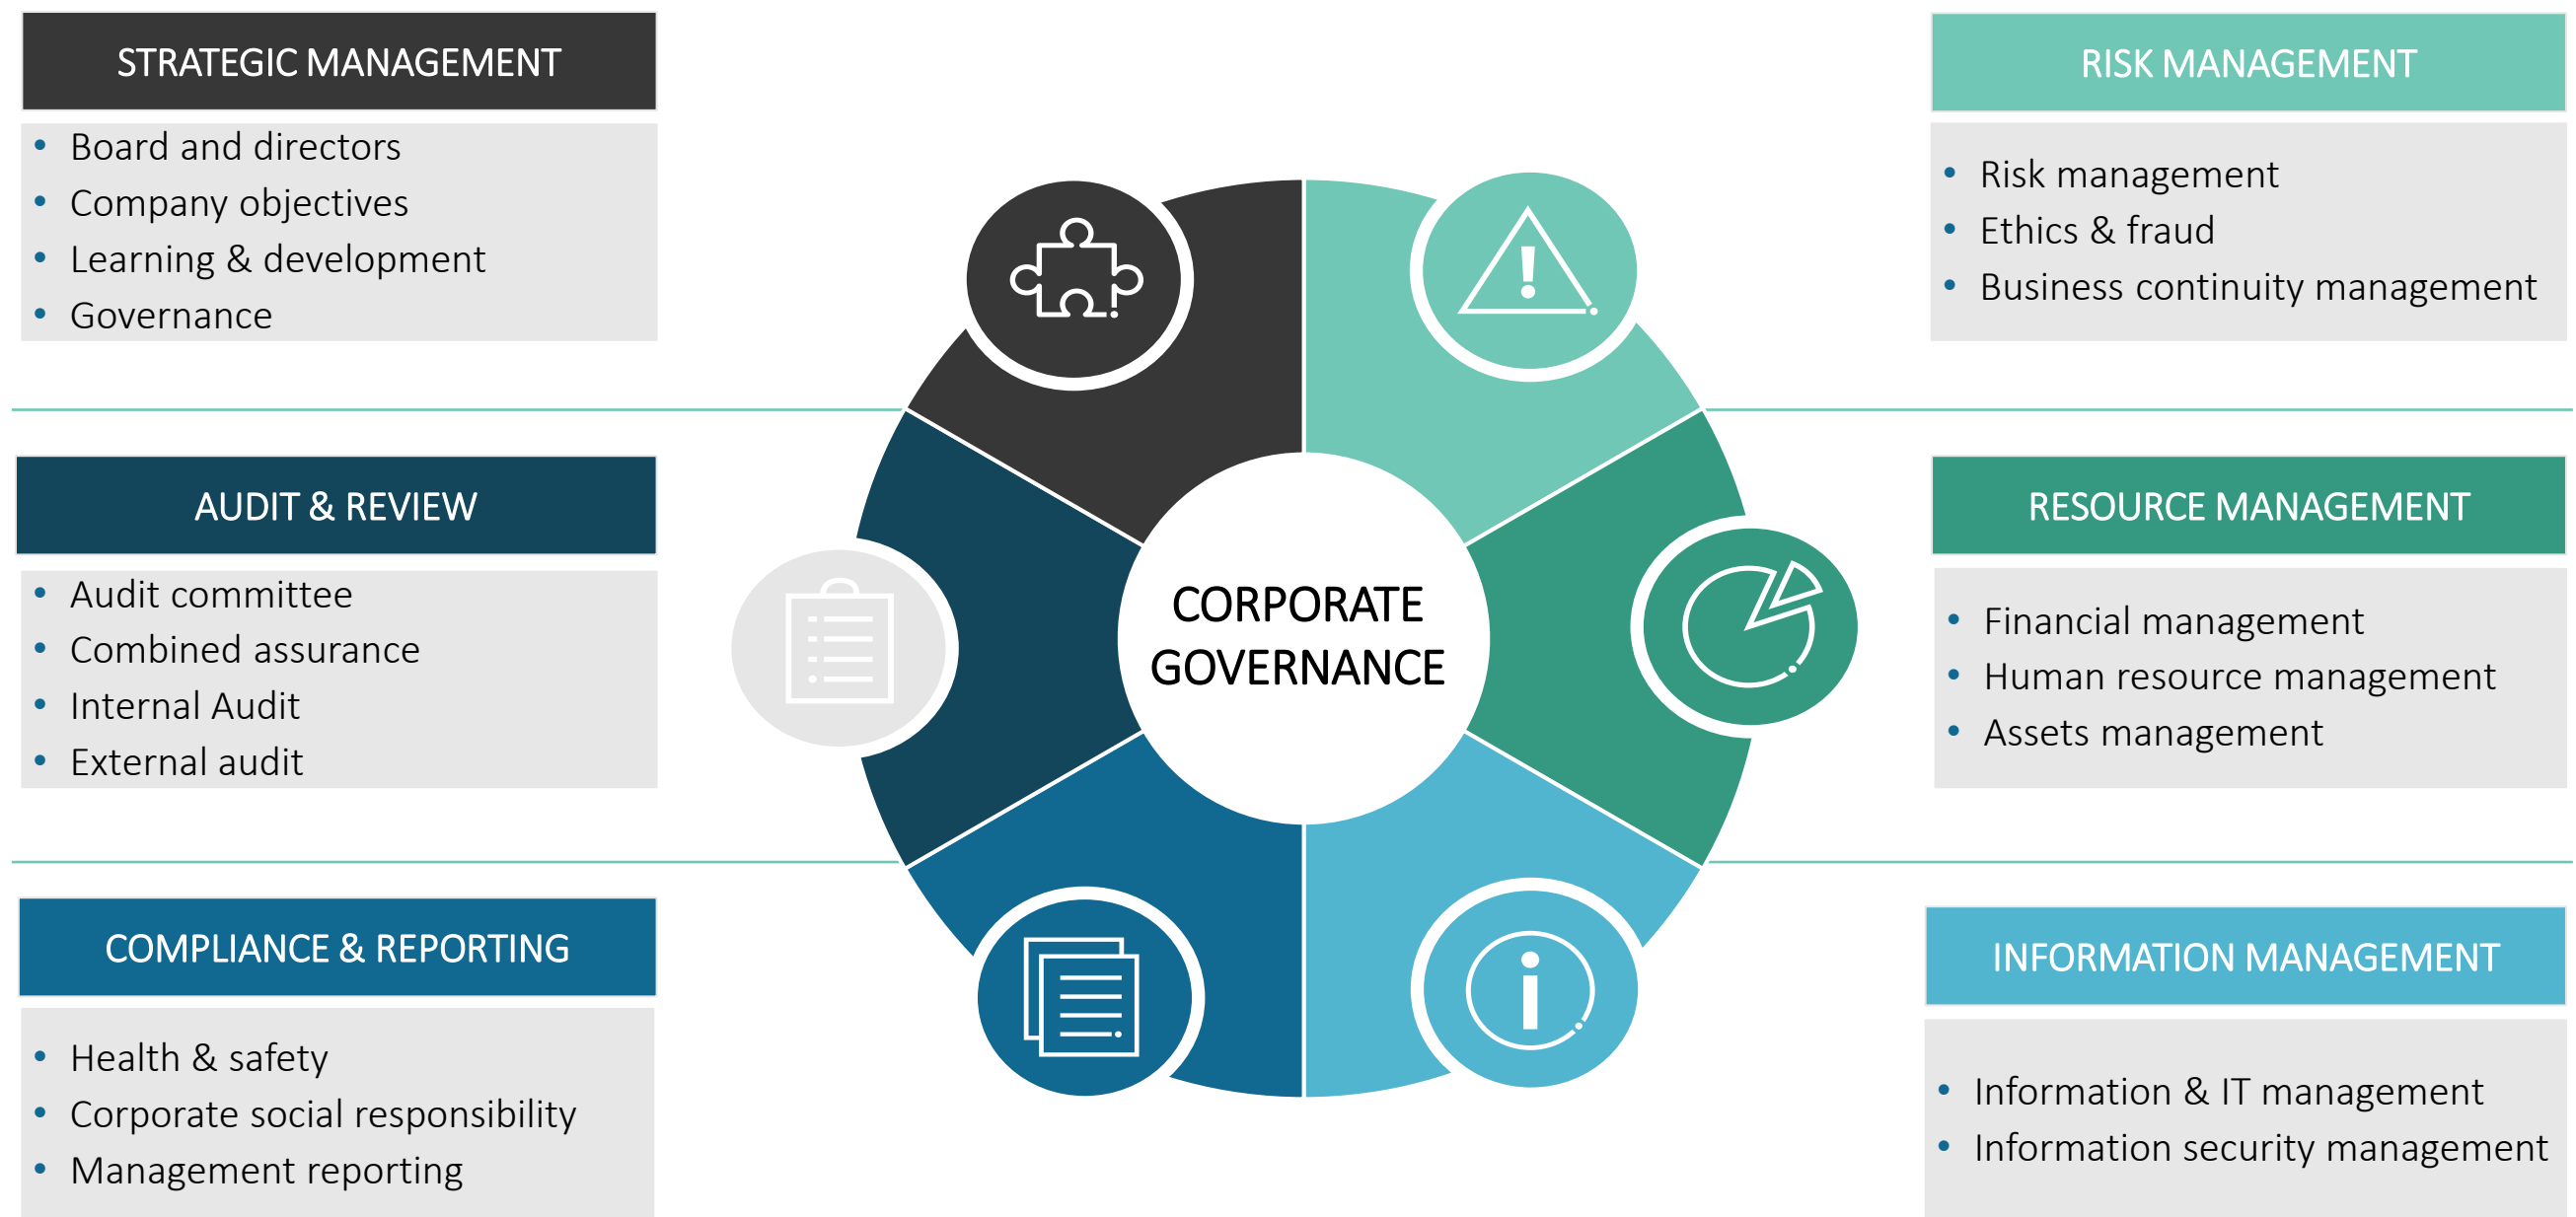 STRATEGIC MANAGEMENT
• Board and directors
• Company objectives
• Learning & development
• Governance
AUDIT & REVIEW
• Audit committee
• Combined assurance
• Internal Audit
• External audit
COMPLIANCE & REPORTING
• Health & safety
• Corporate social responsibility
• Management reporting
CORPORATE
GOVERNANCE
RISK MANAGEMENT
• Risk management
• Ethics & fraud
• Business continuity management
RESOURCE MANAGEMENT
• Financial management
• Human resource management
• Assets management
INFORMATION MANAGEMENT
• Information & IT management
• Information security management